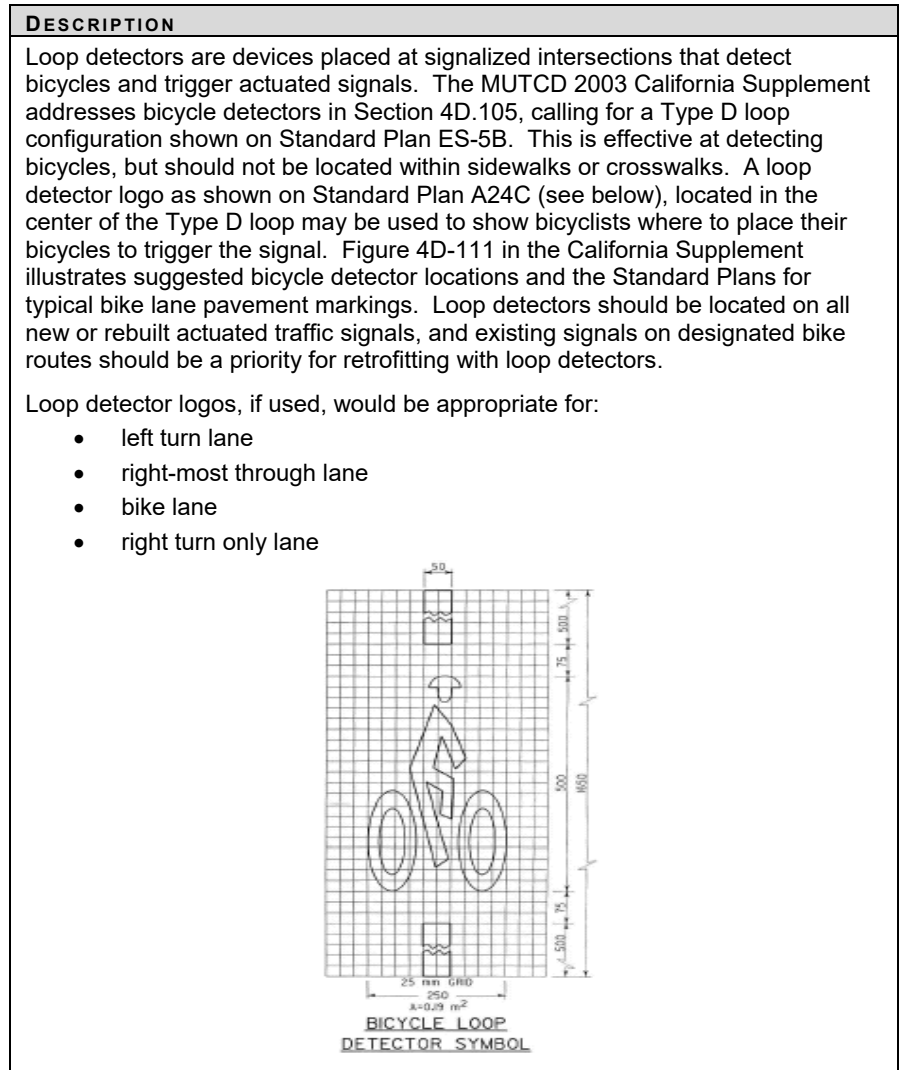 DESCRIPTION
Loop detectors are devices placed at signalized intersections that detect
bicycles and trigger actuated signals. The MUTCD 2003 California Supplement
addresses bicycle detectors in Section 4D.105, calling for a Type D loop
configuration shown on Standard Plan ES-5B. This is effective at detecting
bicycles, but should not be located within sidewalks or crosswalks. A loop
detector logo as shown on Standard Plan A24C (see below), located in the
center of the Type D loop may be used to show bicyclists where to place their
bicycles to trigger the signal. Figure 4D-111 in the California Supplement
illustrates suggested bicycle detector locations and the Standard Plans for
typical bike lane pavement markings. Loop detectors should be located on all
new or rebuilt actuated traffic signals, and existing signals on designated bike
routes should be a priority for retrofitting with loop detectors.
Loop detector logos, if used, would be appropriate for:
• left turn lane
• right-most through lane
• bike lane
• right turn only lane
50
500
75
500
1650
75
500
25 mm GRID
250
A=0.19 m²
BICYCLE LOOP
DETECTOR SYMBOL